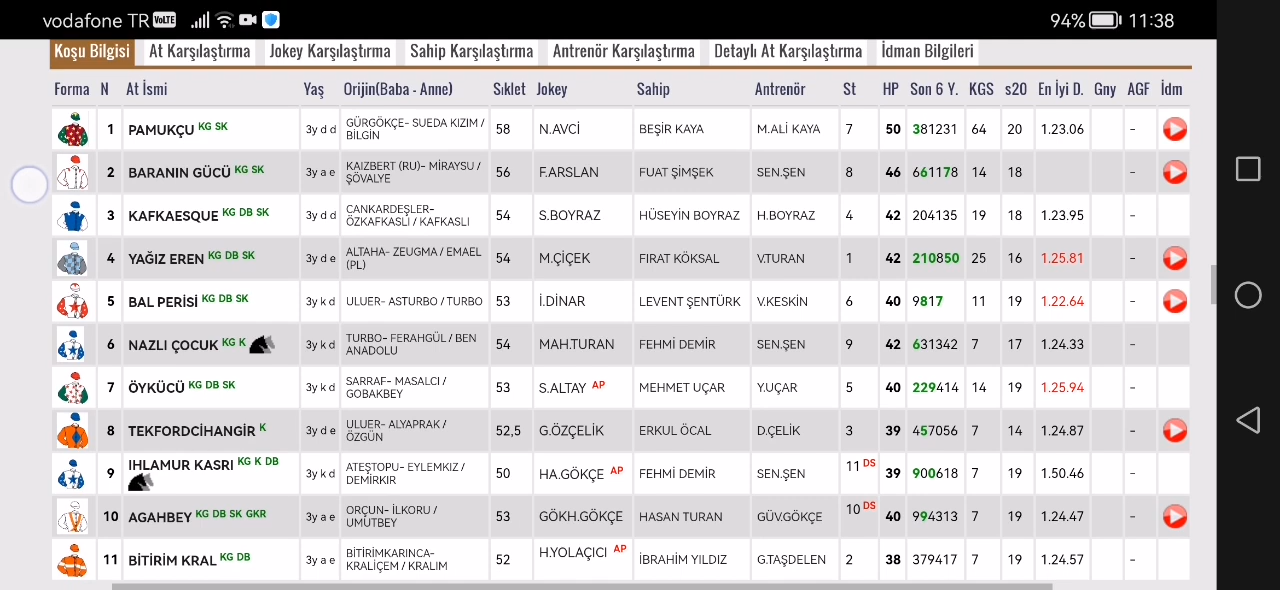 vodafone TR VoLTE 94% 11:38
Koşu Bilgisi At Karşılaştırma Jokey Karşılaştırma Sahip Karşılaştırma Antrenör Karşılaştırma Detaylı At Karşılaştırma İdman Bilgileri
Forma N At İsmi Yaş Orijin(Baba - Anne) Sıklet Jokey Sahip Antrenör St HP Son 6 Y. KGS s20 En İyi D. Gny AGF İdm
1 PAMUKÇU KG SK 3y d d GÜRGÖKÇE- SUEDA KIZIM / BİLGİN 58 N.AVCİ BEŞİR KAYA M.ALİ KAYA 7 50 381231 64 20 1.23.06 -
2 BARANIN GÜCÜ KG SK 3y a e KAIZBERT (RU)- MİRAYSU / ŞÖVALYE 56 F.ARSLAN FUAT ŞİMŞEK SEN.ŞEN 8 46 661178 14 18 -
3 KAFKAESQUE KG DB SK 3y d d CANKARDEŞLER- ÖZKAFKASLI / KAFKASLI 54 S.BOYRAZ HÜSEYİN BOYRAZ H.BOYRAZ 4 42 204135 19 18 1.23.95 -
4 YAĞIZ EREN KG DB SK 3y d e ALTAHA- ZEUGMA / EMAEL (PL) 54 M.ÇİÇEK FIRAT KÖKSAL V.TURAN 1 42 210850 25 16 1.25.81 -
5 BAL PERİSİ KG DB SK 3y k d ULUER- ASTURBO / TURBO 53 İ.DİNAR LEVENT ŞENTÜRK V.KESKİN 6 40 9817 11 19 1.22.64 -
6 NAZLI ÇOCUK KG K 3y k d TURBO- FERAHGÜL / BEN ANADOLU 54 MAH.TURAN FEHMİ DEMİR SEN.ŞEN 9 42 631342 7 17 1.24.33 -
7 ÖYKÜCÜ KG DB SK 3y k d SARRAF- MASALCI / GOBAKBEY 53 S.ALTAY AP MEHMET UÇAR Y.UÇAR 5 40 229414 14 19 1.25.94 -
8 TEKFORDCİHANGİR K 3y d e ULUER- ALYAPRAK / ÖZGÜN 52,5 G.ÖZÇELİK ERKUL ÖCAL D.ÇELİK 3 39 457056 7 14 1.24.87 -
9 IHLAMUR KASRI KG K DB 3y k d ATEŞTOPU- EYLEMKIZ / DEMİRKIR 50 HA.GÖKÇE AP FEHMİ DEMİR SEN.ŞEN 11 DS 39 900618 7 19 1.50.46 -
10 AGAHBEY KG DB SK GKR 3y a e ORÇUN- İLKORU / UMUTBEY 53 GÖKH.GÖKÇE HASAN TURAN GÜV.GÖKÇE 10 DS 40 994313 7 19 1.24.47 -
11 BİTİRİM KRAL KG DB 3y a e BİTİRİMKARINCA- KRALİÇEM / KRALIM 52 H.YOLAÇICI AP İBRAHİM YILDIZ G.TAŞDELEN 2 38 379417 7 19 1.24.57 -